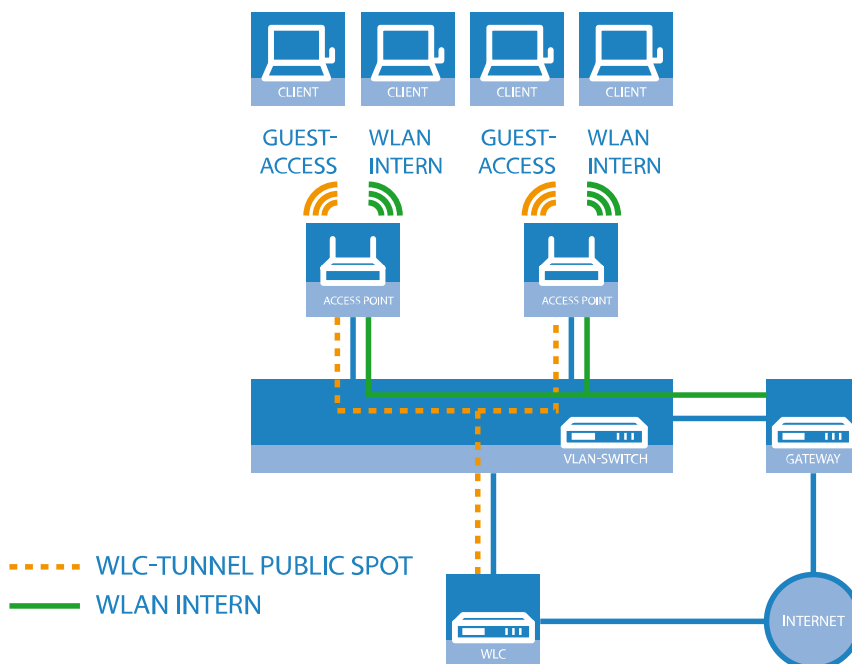 CLIENT
CLIENT
CLIENT
CLIENT
GUEST-
ACCESS
WLAN
INTERN
GUEST-
ACCESS
WLAN
INTERN
ACCESS POINT
ACCESS POINT
VLAN-SWITCH
GATEWAY
WLC-TUNNEL PUBLIC SPOT
WLAN INTERN
WLC
INTERNET